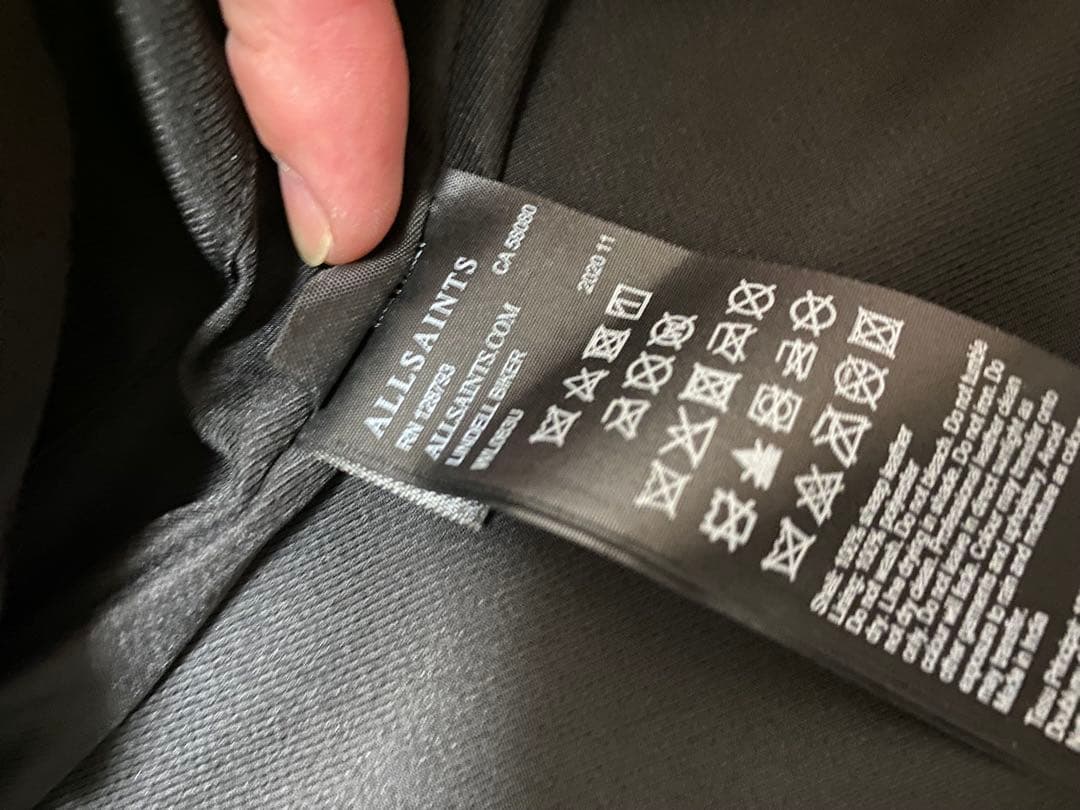 ALLSAINTS
RN 128793 CA 58080
ALLSAINTS.COM
LINDELL BIKER
2020 11
Shell: 100% sheep leather
Lining: 100% polyester
Do not wash. Do not bleach. Do not tumble
dry. Line drying in shade. Do not iron. Do
not dry clean. Professional leather clean
only. Do not leave in direct sunlight as
colour will fade. Colour may transfer onto
other garments and upholstery. Avoid
exposure to rain and moisture as colour
may transfer.
Made in India